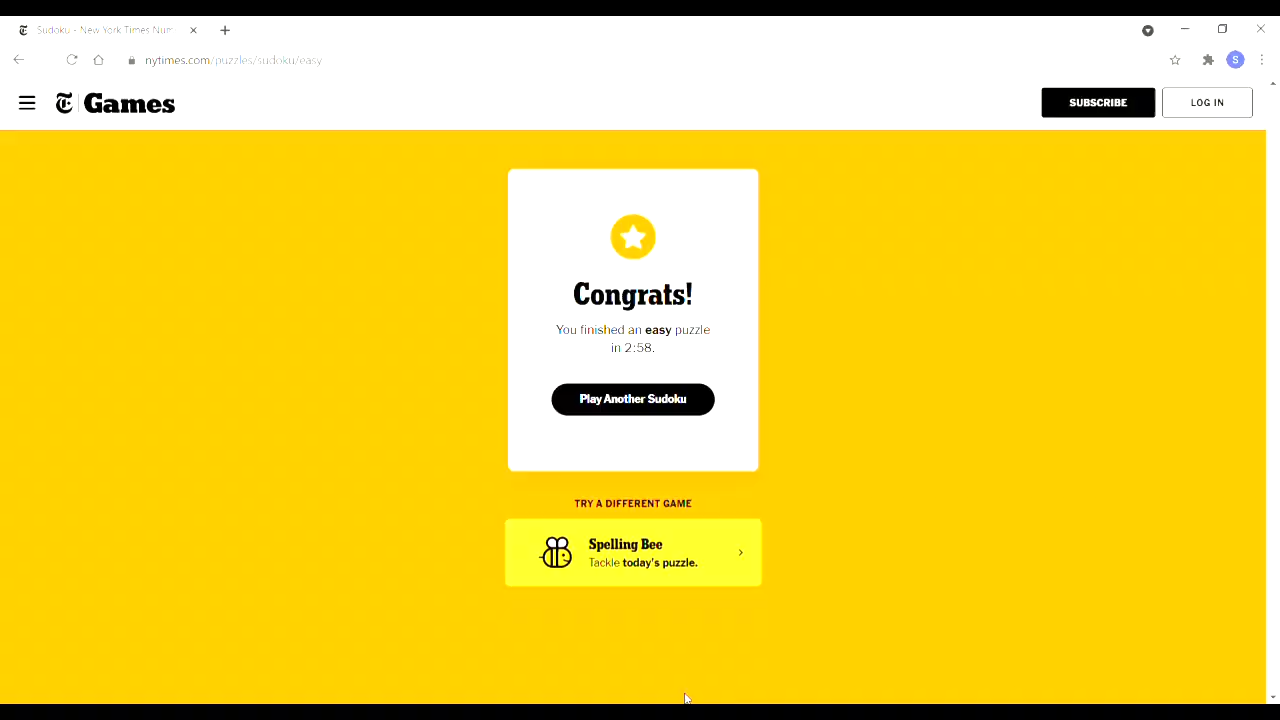 Sudoku - New York Times Num
nytimes.com/puzzles/sudoku/easy
S
T Games
SUBSCRIBE
LOG IN
Congrats!
You finished an easy puzzle
in 2:58.
Play Another Sudoku
TRY A DIFFERENT GAME
Spelling Bee
Tackle today's puzzle.